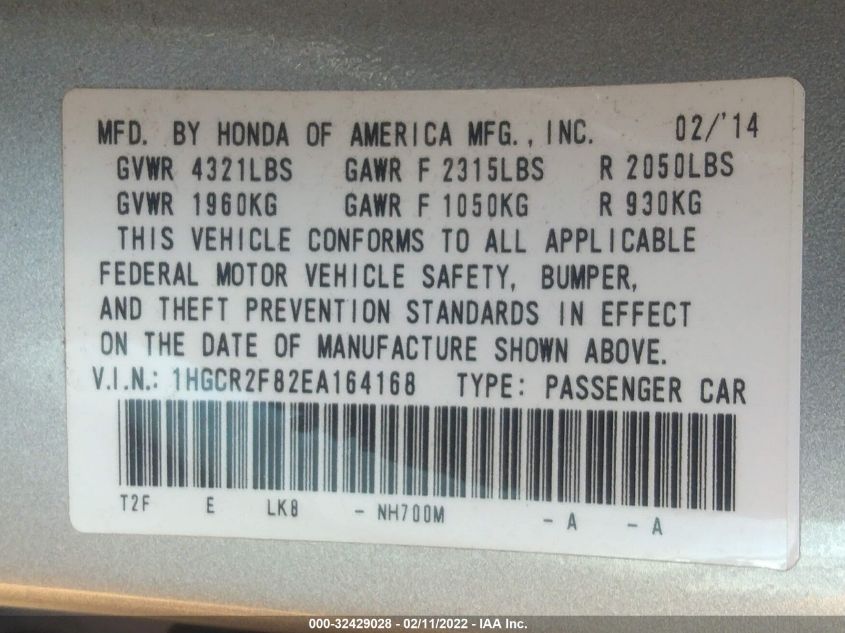 MFD. BY HONDA OF AMERICA MFG., INC. 02/'14
GVWR 4321LBS GAWR F 2315LBS R 2050LBS
GVWR 1960KG GAWR F 1050KG R 930KG
THIS VEHICLE CONFORMS TO ALL APPLICABLE
FEDERAL MOTOR VEHICLE SAFETY, BUMPER,
AND THEFT PREVENTION STANDARDS IN EFFECT
ON THE DATE OF MANUFACTURE SHOWN ABOVE.
V.I.N.: 1HGCR2F82EA164168 TYPE: PASSENGER CAR
T2F E LK8 - NH700M - A - A
000-32429028 - 02/11/2022 - IAA Inc.